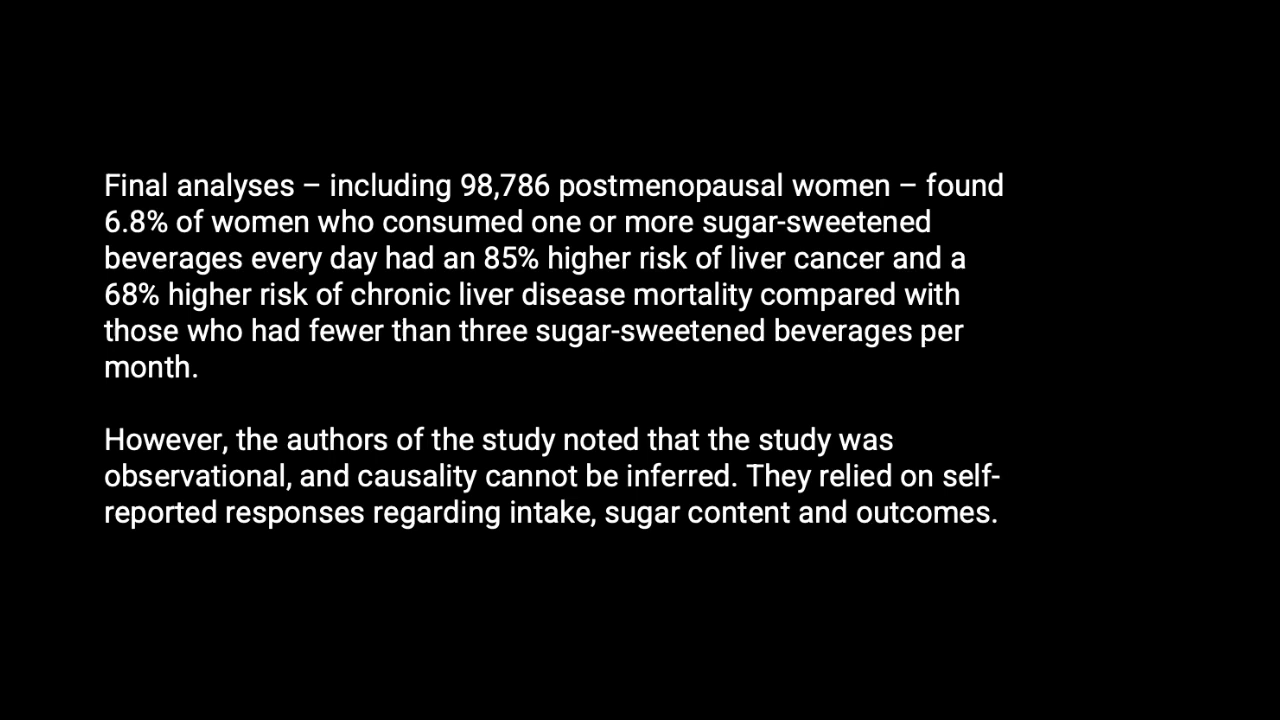 Final analyses – including 98,786 postmenopausal women – found
6.8% of women who consumed one or more sugar-sweetened
beverages every day had an 85% higher risk of liver cancer and a
68% higher risk of chronic liver disease mortality compared with
those who had fewer than three sugar-sweetened beverages per
month.
However, the authors of the study noted that the study was
observational, and causality cannot be inferred. They relied on self-
reported responses regarding intake, sugar content and outcomes.